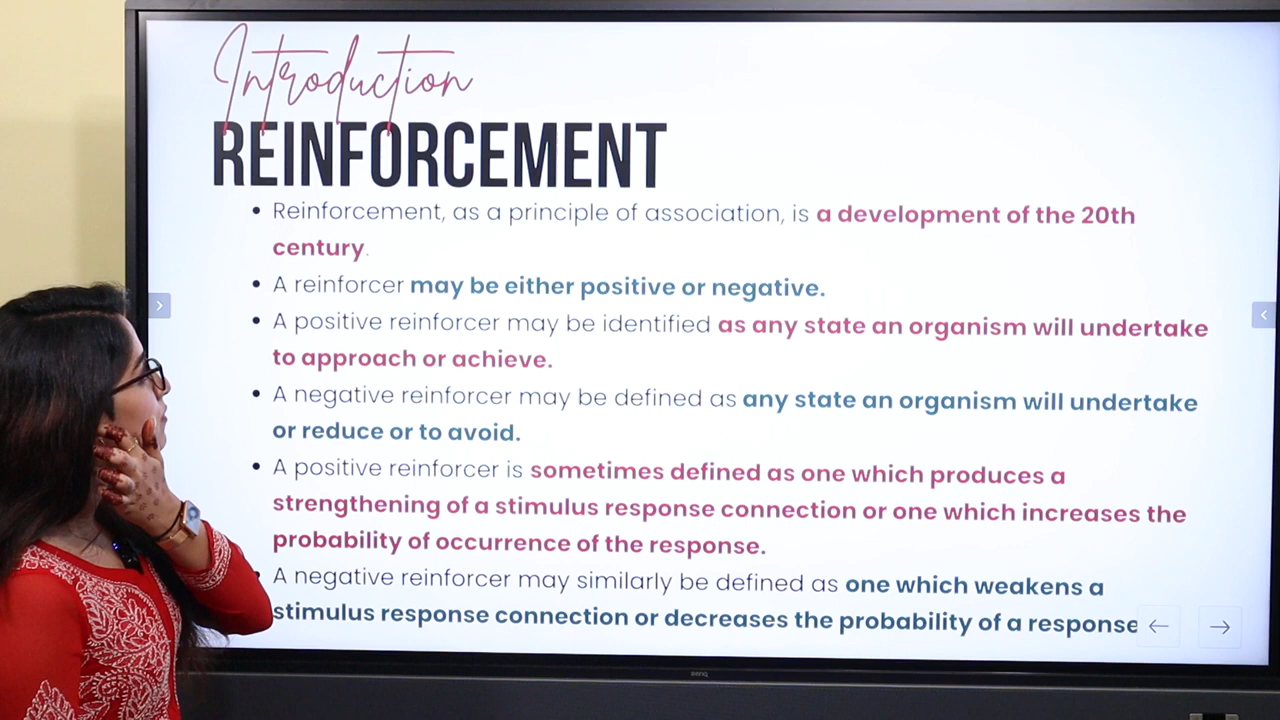 Introduction
REINFORCEMENT
• Reinforcement, as a principle of association, is a development of the 20th
century.
• A reinforcer may be either positive or negative.
• A positive reinforcer may be identified as any state an organism will undertake
to approach or achieve.
• A negative reinforcer may be defined as any state an organism will undertake
or reduce or to avoid.
• A positive reinforcer is sometimes defined as one which produces a
strengthening of a stimulus response connection or one which increases the
probability of occurrence of the response.
• A negative reinforcer may similarly be defined as one which weakens a
stimulus response connection or decreases the probability of a response
BenQ